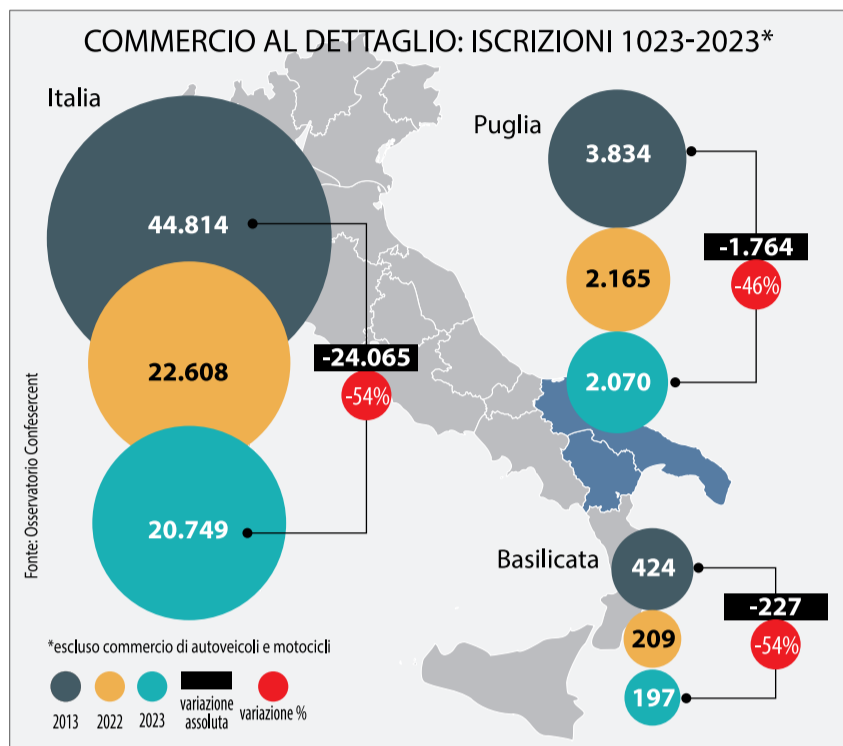 COMMERCIO AL DETTAGLIO: ISCRIZIONI 1023-2023*
Italia
44.814
22.608
20.749
-24.065
-54%
Puglia
3.834
2.165
2.070
-1.764
-46%
Basilicata
424
209
197
-227
-54%
Fonte: Osservatorio Confesercent
*escluso commercio di autoveicoli e motocicli
2013
2022
2023
variazione
assoluta
variazione %